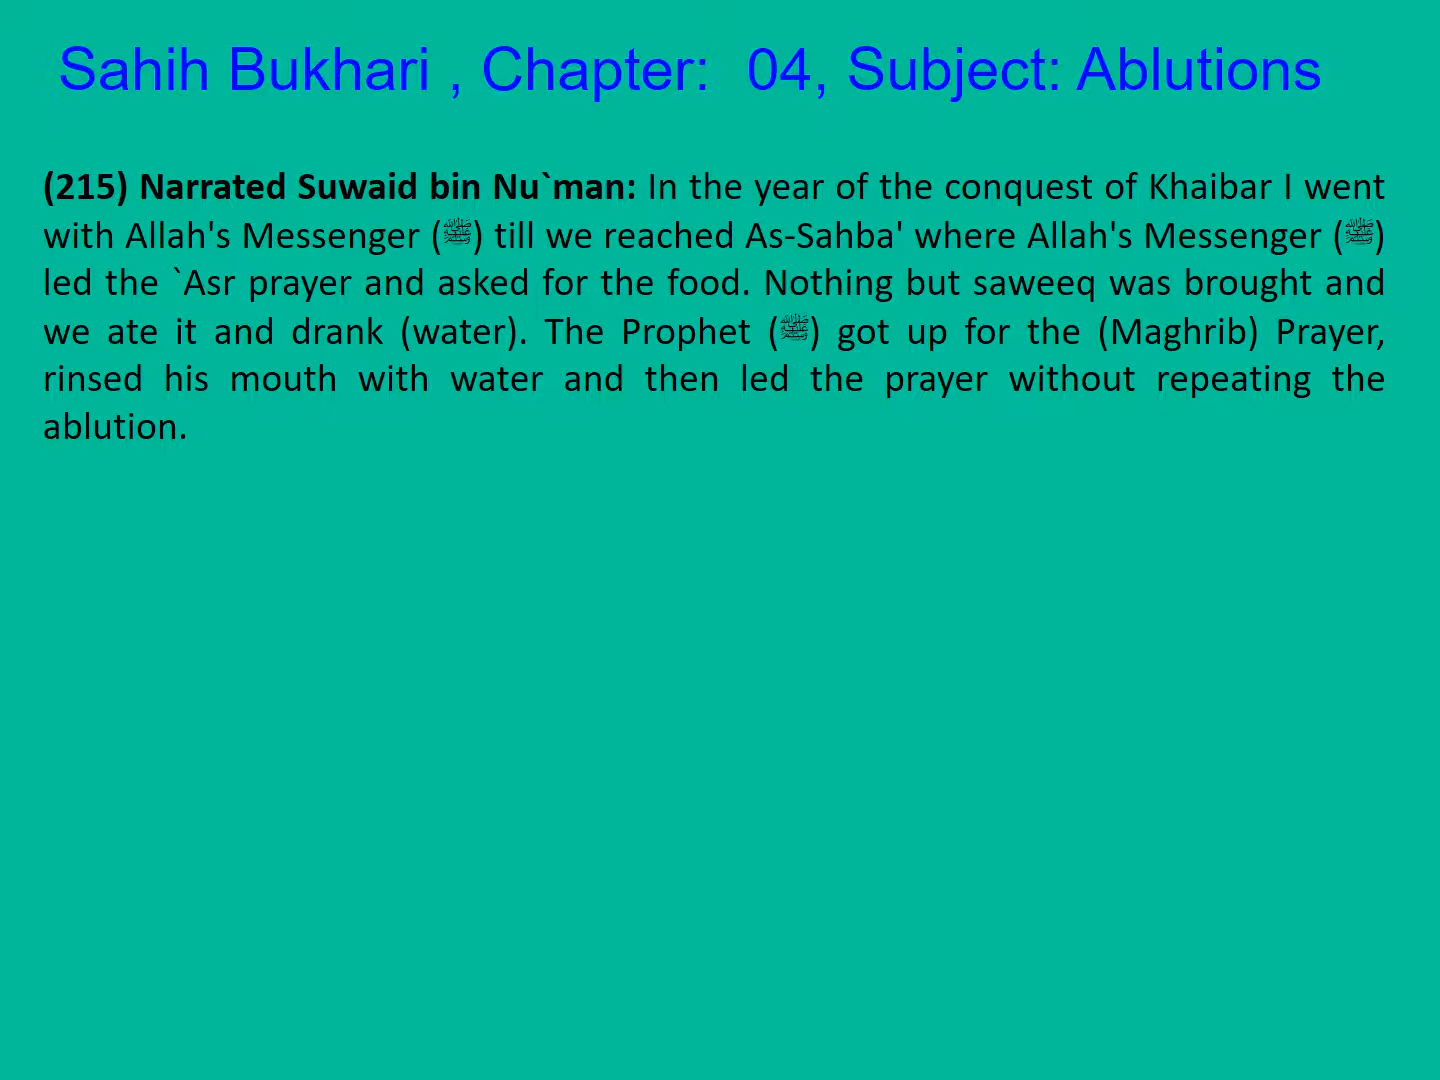 Sahih Bukhari , Chapter:  04, Subject: Ablutions
(215) Narrated Suwaid bin Nu`man: In the year of the conquest of Khaibar I went
with Allah's Messenger (ﷺ) till we reached As-Sahba' where Allah's Messenger (ﷺ)
led the `Asr prayer and asked for the food. Nothing but saweeq was brought and
we ate it and drank (water). The Prophet (ﷺ) got up for the (Maghrib) Prayer,
rinsed his mouth with water and then led the prayer without repeating the
ablution.